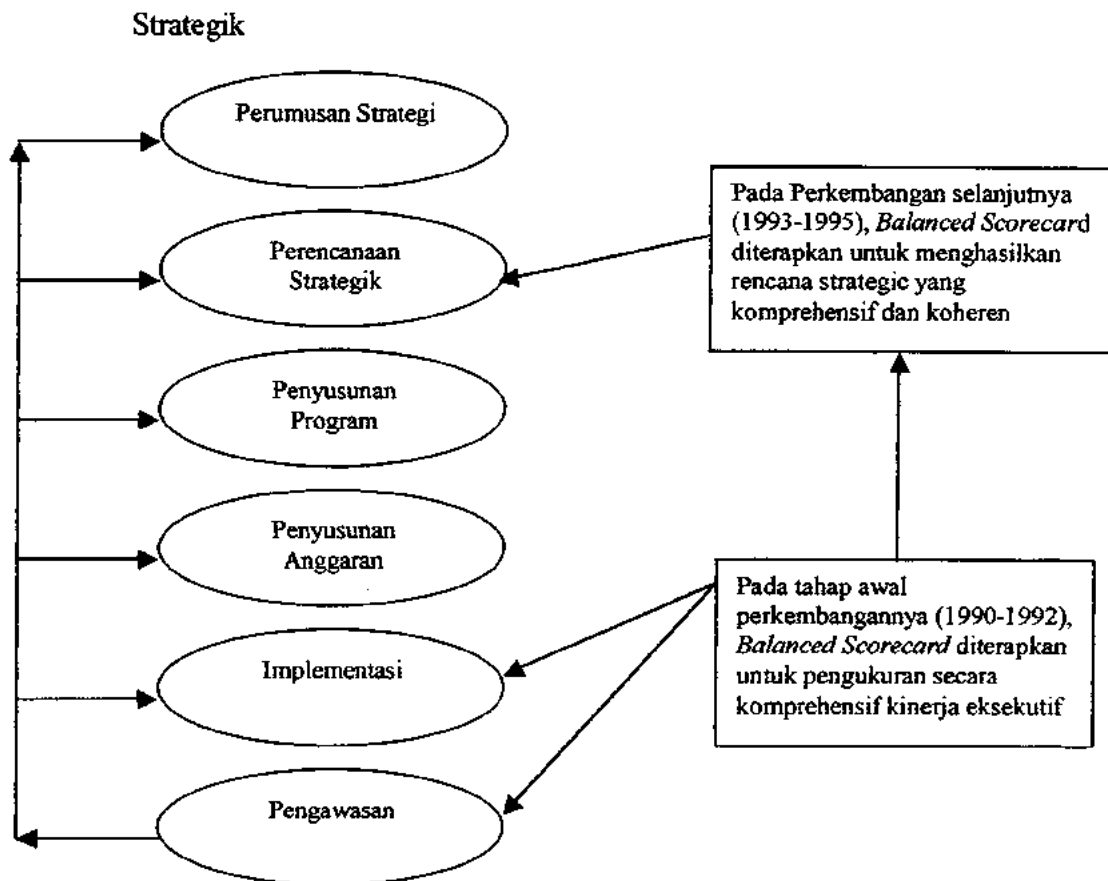 Strategik
Perumusan Strategi
Perencanaan
Strategik
Penyusunan
Program
Penyusunan
Anggaran
Implementasi
Pengawasan
Pada Perkembangan selanjutnya
(1993-1995), Balanced Scorecard
diterapkan untuk menghasilkan
rencana strategic yang
komprehensif dan koheren
Pada tahap awal
perkembangannya (1990-1992),
Balanced Scorecard diterapkan
untuk pengukuran secara
komprehensif kinerja eksekutif